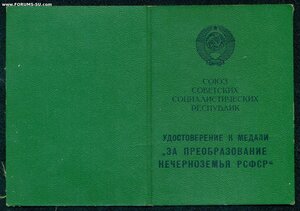 www.FORUMS-SU.com
СОЮЗ
СОВЕТСКИХ
СОЦИАЛИСТИЧЕСКИХ
РЕСПУБЛИК
УДОСТОВЕРЕНИЕ К МЕДАЛИ
„ЗА ПРЕОБРАЗОВАНИЕ
НЕЧЕРНОЗЕМЬЯ РСФСР“